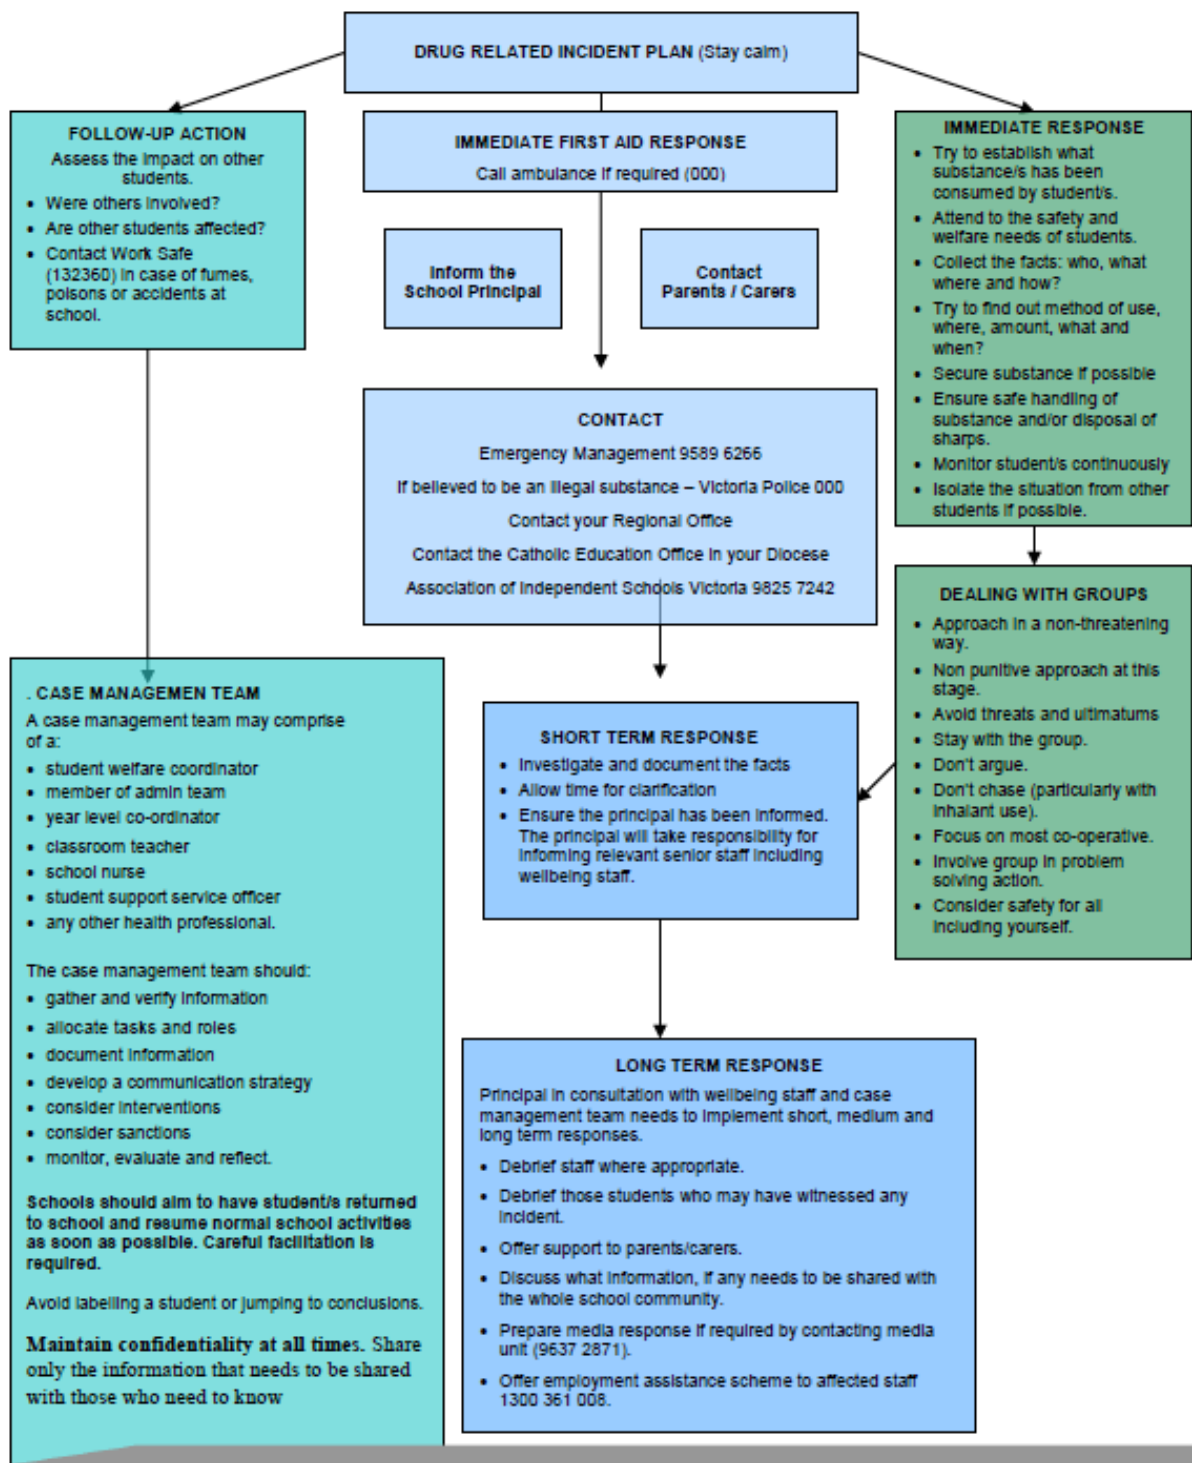 DRUG RELATED INCIDENT PLAN (Stay calm)
FOLLOW-UP ACTION
Assess the impact on other
students.
• Were others involved?
• Are other students affected?
• Contact Work Safe
(132360) in case of fumes,
poisons or accidents at
school.
IMMEDIATE FIRST AID RESPONSE
Call ambulance if required (000)
Inform the
School Principal
Contact
Parents / Carers
IMMEDIATE RESPONSE
• Try to establish what
substance/s has been
consumed by student/s.
• Attend to the safety and
welfare needs of students.
• Collect the facts: who, what
where and how?
• Try to find out method of use,
where, amount, what and
when?
• Secure substance if possible
• Ensure safe handling of
substance and/or disposal of
sharps.
• Monitor student/s continuously
• Isolate the situation from other
students if possible.
CONTACT
Emergency Management 9589 6266
If believed to be an illegal substance – Victoria Police 000
Contact your Regional Office
Contact the Catholic Education Office in your Diocese
Association of Independent Schools Victoria 9825 7242
DEALING WITH GROUPS
• Approach in a non-threatening
way.
• Non punitive approach at this
stage.
• Avoid threats and ultimatums
• Stay with the group.
• Don't argue.
• Don't chase (particularly with
inhalant use).
• Focus on most co-operative.
• Involve group in problem
solving action.
• Consider safety for all
including yourself.
. CASE MANAGEMEN TEAM
A case management team may comprise
of a:
• student welfare coordinator
• member of admin team
• year level co-ordinator
• classroom teacher
• school nurse
• student support service officer
• any other health professional.
The case management team should:
• gather and verify information
• allocate tasks and roles
• document information
• develop a communication strategy
• consider interventions
• consider sanctions
• monitor, evaluate and reflect.
Schools should aim to have student/s returned
to school and resume normal school activities
as soon as possible. Careful facilitation is
required.
Avoid labelling a student or jumping to conclusions.
Maintain confidentiality at all times. Share
only the information that needs to be shared
with those who need to know
SHORT TERM RESPONSE
• Investigate and document the facts
• Allow time for clarification
• Ensure the principal has been informed.
The principal will take responsibility for
informing relevant senior staff including
wellbeing staff.
LONG TERM RESPONSE
Principal in consultation with wellbeing staff and case
management team needs to implement short, medium and
long term responses.
• Debrief staff where appropriate.
• Debrief those students who may have witnessed any
incident.
• Offer support to parents/carers.
• Discuss what information, if any needs to be shared with
the whole school community.
• Prepare media response if required by contacting media
unit (9637 2871).
• Offer employment assistance scheme to affected staff
1300 361 008.